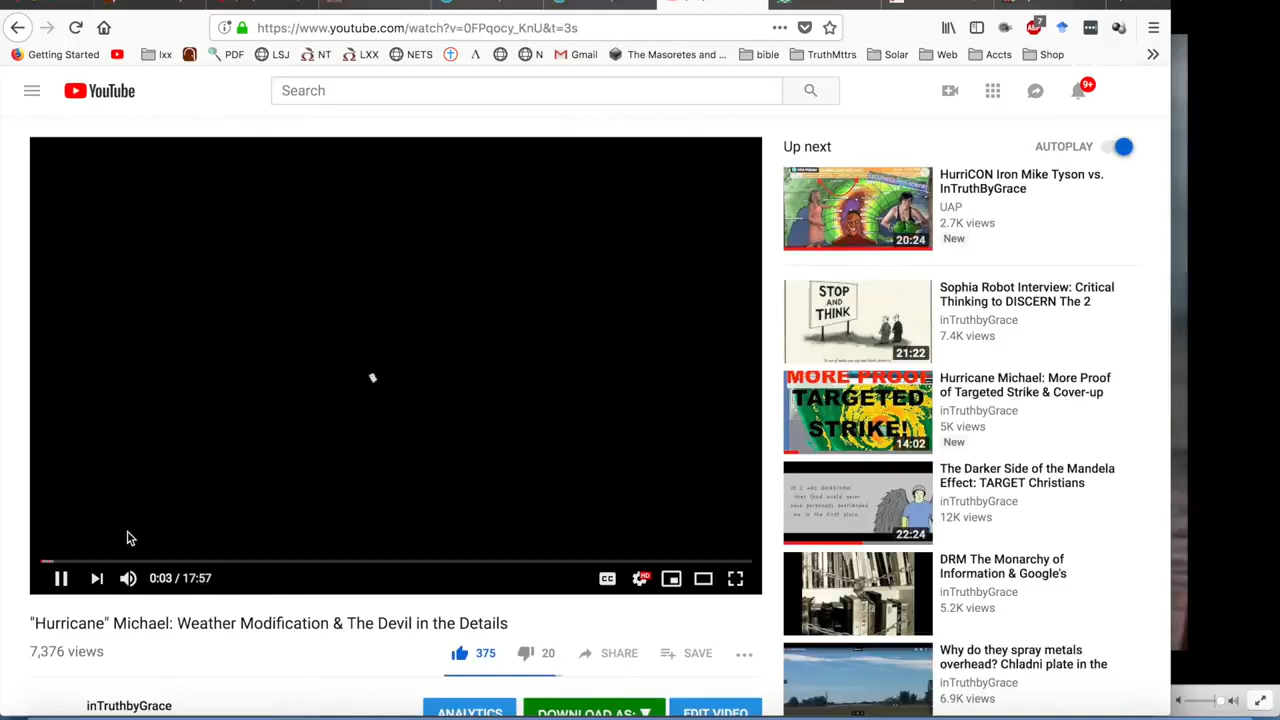 https://www.youtube.com/watch?v=0FPqocy_KnU&t=3s
7
Getting Started
lxx
PDF
LSJ
NT
LXX
NETS
N
Gmail
The Masoretes and ...
bible
TruthMttrs
Solar
Web
Accts
Shop
YouTube
Search
9+
Up next
AUTOPLAY
HurriCON Iron Mike Tyson vs.
InTruthByGrace
UAP
2.7K views
New
20:24
STOP
AND
THINK
21:22
Sophia Robot Interview: Critical
Thinking to DISCERN The 2
inTruthbyGrace
7.4K views
MORE PROOF
TARGETED
STRIKE!
14:02
Hurricane Michael: More Proof
of Targeted Strike & Cover-up
inTruthbyGrace
5K views
New
22:24
The Darker Side of the Mandela
Effect: TARGET Christians
inTruthbyGrace
12K views
DRM The Monarchy of
Information & Google's
inTruthbyGrace
5.2K views
Why do they spray metals
overhead? Chladni plate in the
inTruthbyGrace
6.9K views
0:03 / 17:57
CC
HD
"Hurricane" Michael: Weather Modification & The Devil in the Details
7,376 views
375
20
SHARE
SAVE
inTruthbyGrace
ANALYTICS
DOWNLOAD AS:
EDIT VIDEO